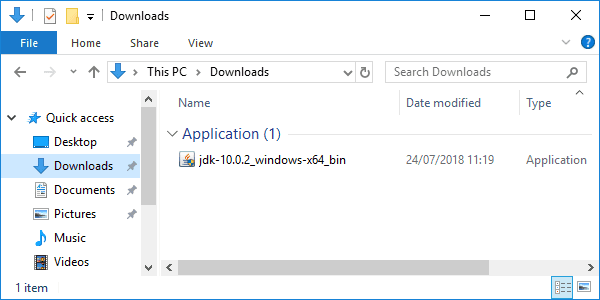 Downloads
File Home Share View
This PC Downloads Search Downloads
Name Date modified Type
Quick access
Application (1)
Desktop
Downloads jdk-10.0.2_windows-x64_bin 24/07/2018 11:19 Application
Documents
Pictures
Music
Videos
1 item